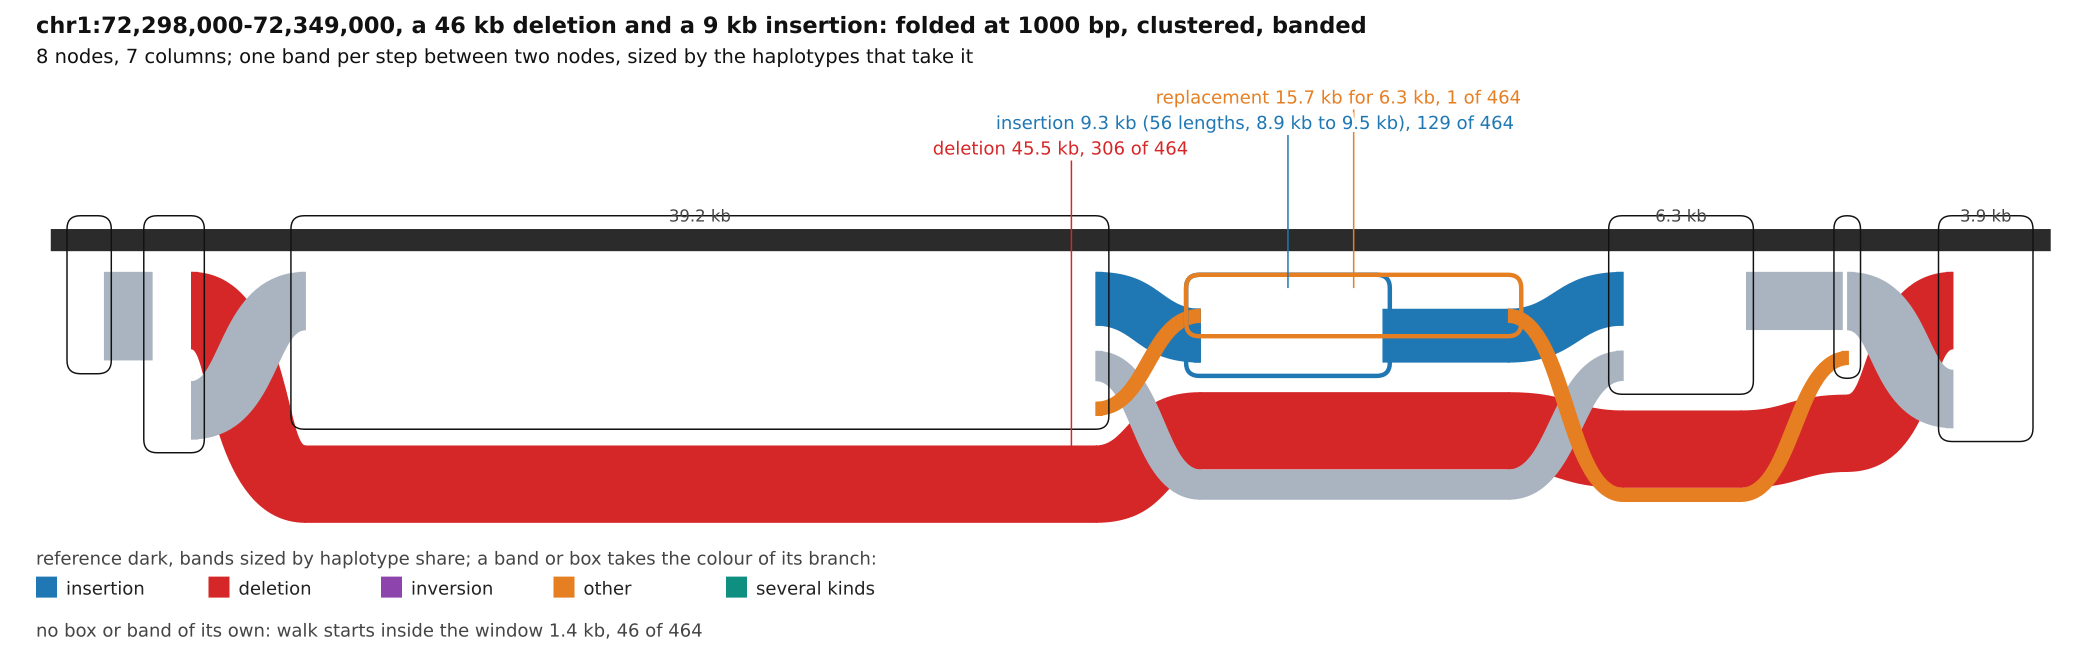 chr1:72,298,000-72,349,000, a 46 kb deletion and a 9 kb insertion: folded at 1000 bp, clustered, banded
8 nodes, 7 columns; one band per step between two nodes, sized by the haplotypes that take it
replacement 15.7 kb for 6.3 kb, 1 of 464
insertion 9.3 kb (56 lengths, 8.9 kb to 9.5 kb), 129 of 464
deletion 45.5 kb, 306 of 464
39.2 kb 6.3 kb 3.9 kb
reference dark, bands sized by haplotype share; a band or box takes the colour of its branch:
insertion deletion inversion other several kinds
no box or band of its own: walk starts inside the window 1.4 kb, 46 of 464